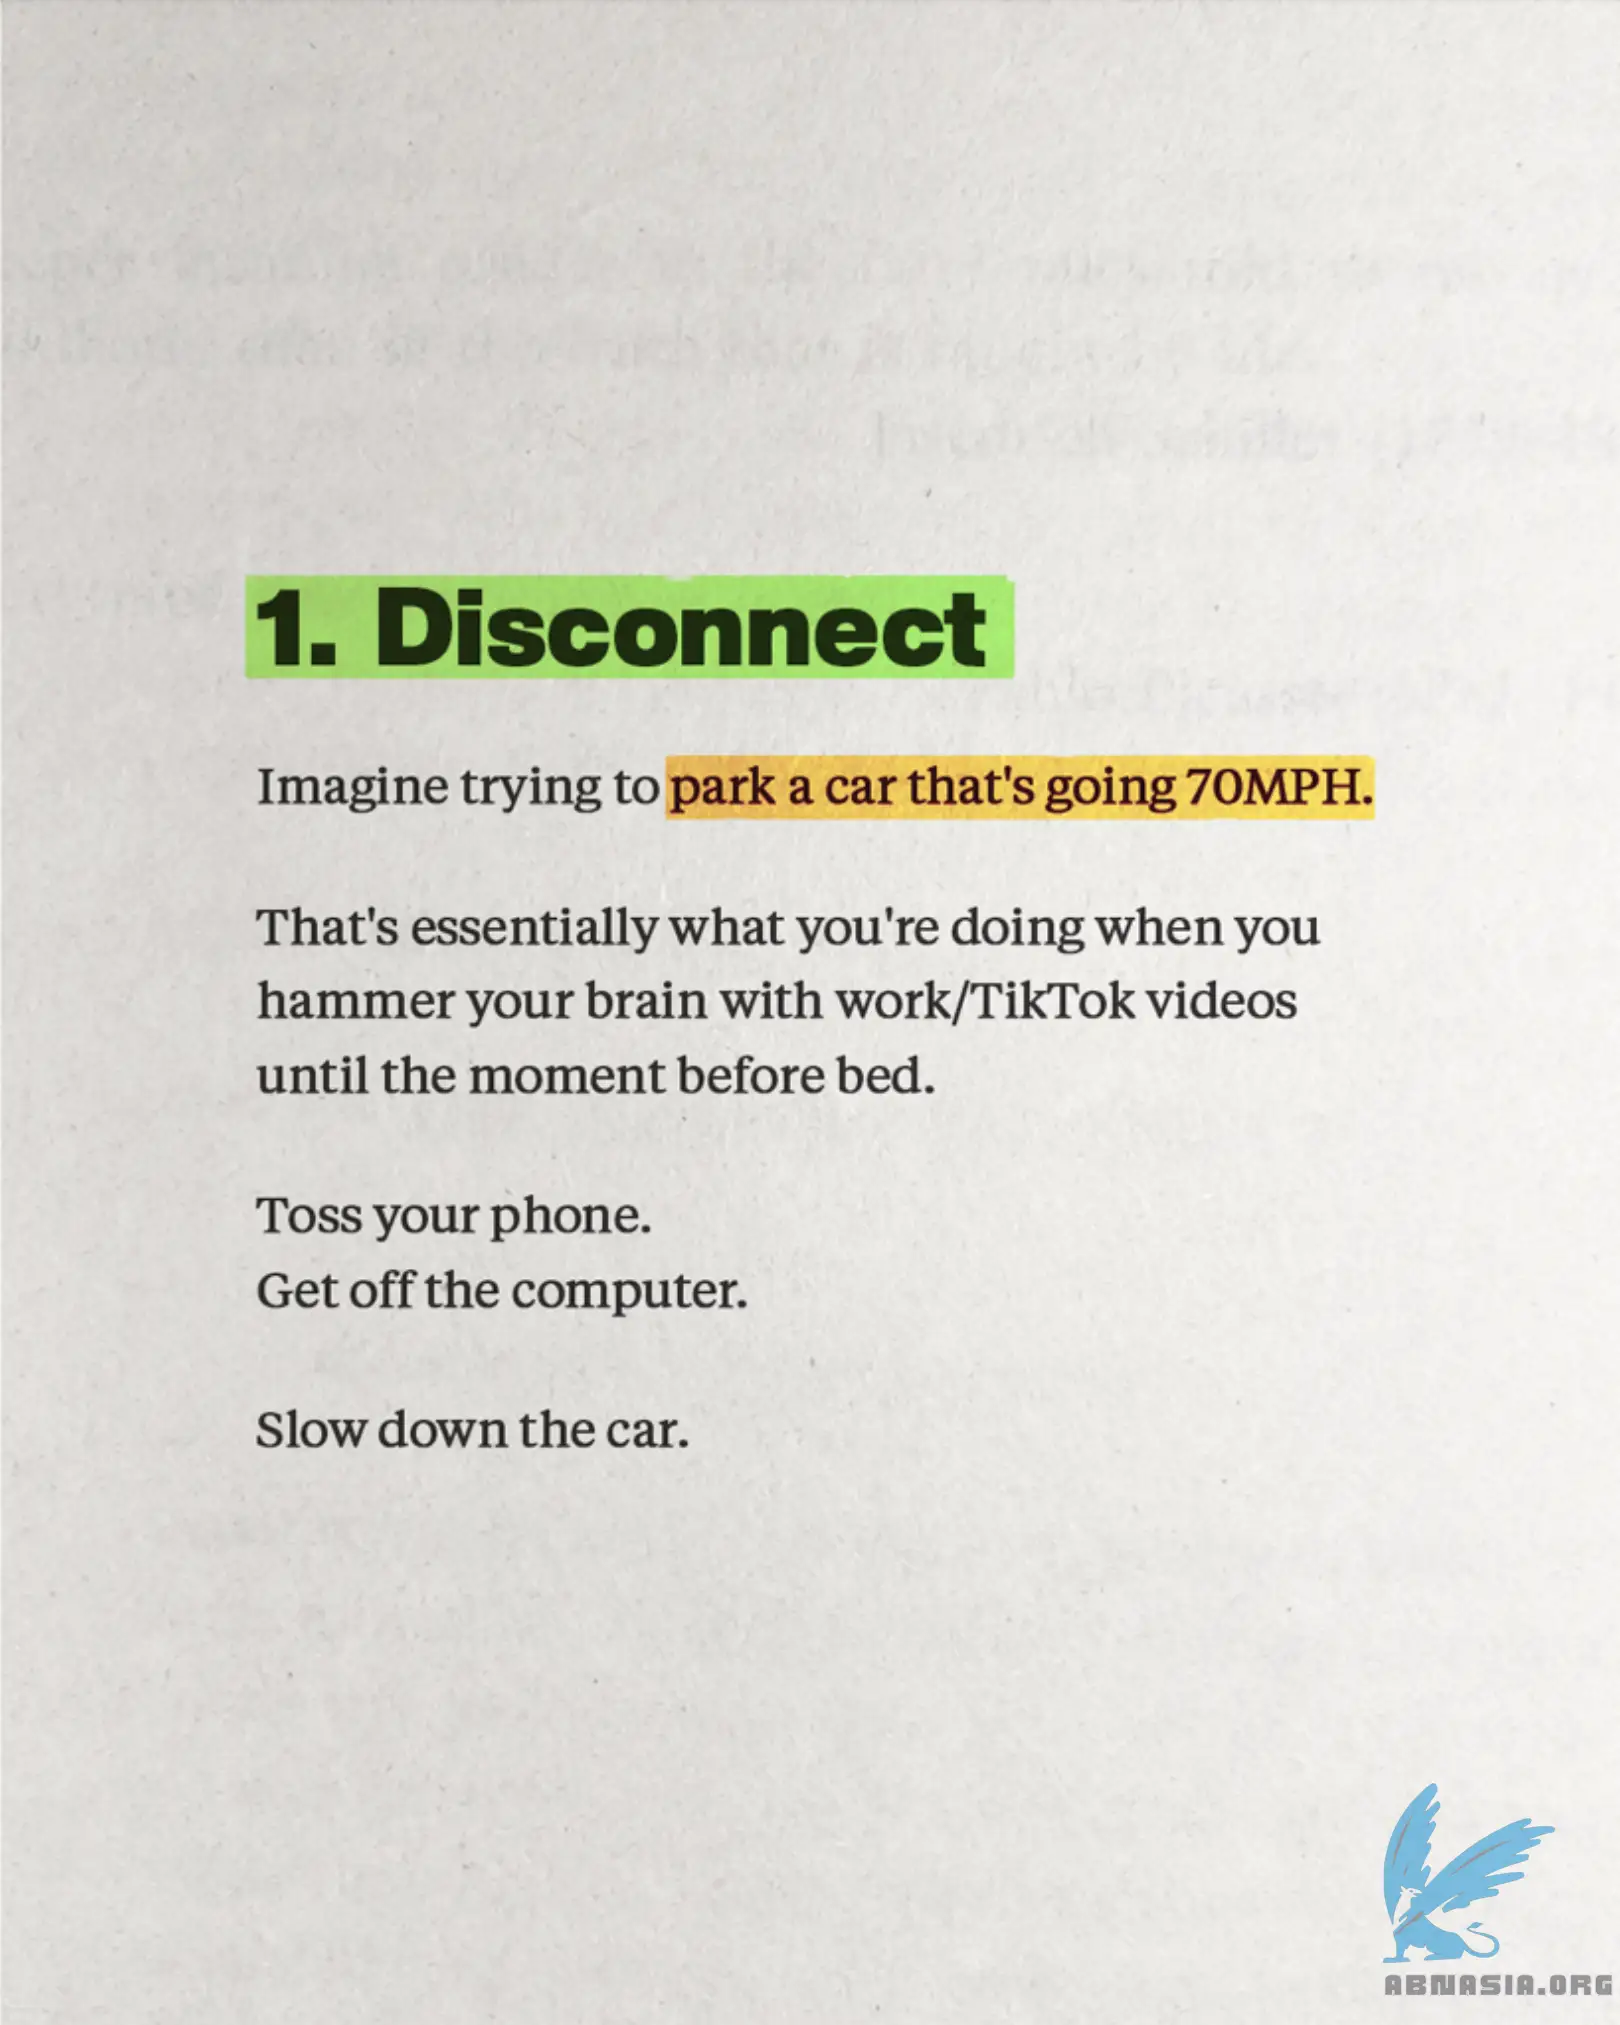 1. Disconnect
Imagine trying to park a car that's going 70MPH.
That's essentially what you're doing when you
hammer your brain with work/TikTok videos
until the moment before bed.
Toss your phone.
Get off the computer.
Slow down the car.
ABNASIA.ORG